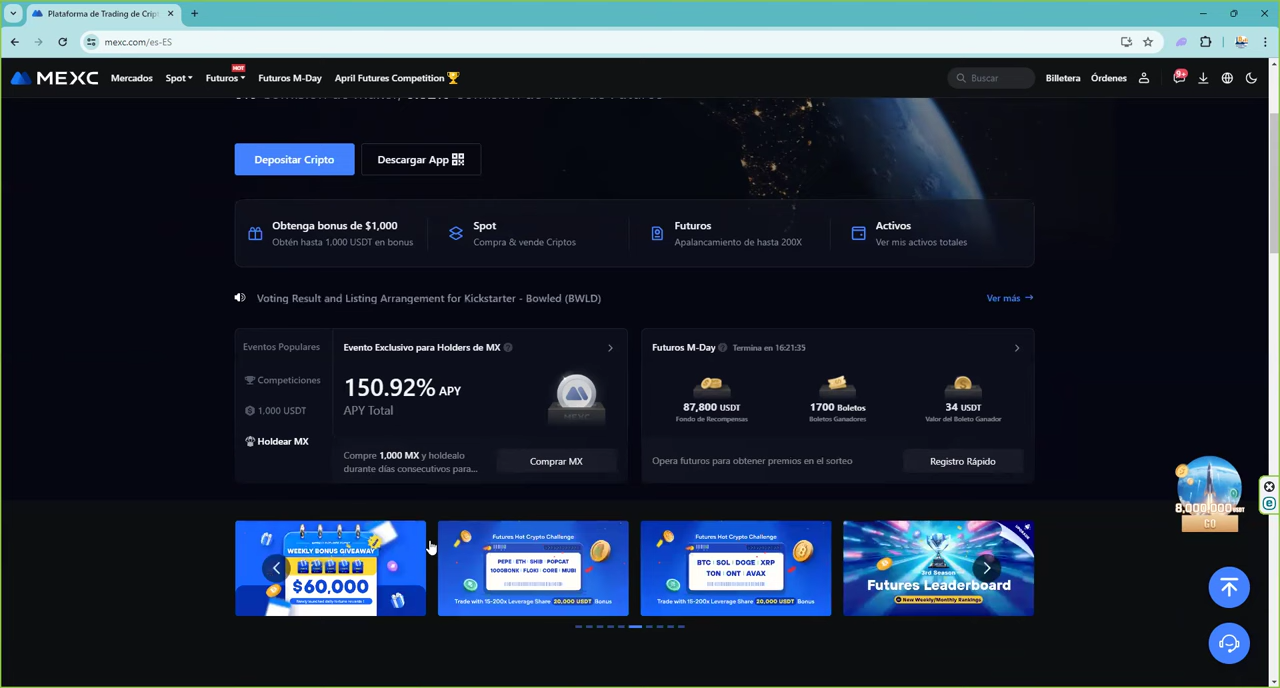 Plataforma de Trading de Crip
mexc.com/es-ES
MEXC
Mercados
Spot
Futuros
HOT
Futuros M-Day
April Futures Competition
Buscar
Billetera
Órdenes
9+
Depositar Cripto
Descargar App
Obtenga bonus de $1,000
Obtén hasta 1,000 USDT en bonus
Spot
Compra & vende Criptos
Futuros
Apalancamiento de hasta 200X
Activos
Ver mis activos totales
Voting Result and Listing Arrangement for Kickstarter - Bowled (BWLD)
Ver más →
Eventos Populares
Competiciones
1,000 USDT
Holdear MX
Evento Exclusivo para Holders de MX
150.92% APY
APY Total
MEXC
Compre 1,000 MX y holdealo
durante días consecutivos para...
Comprar MX
Futuros M-Day
Termina en 16:21:35
87,800 USDT
Fondo de Recompensas
1700 Boletos
Boletos Ganadores
34 USDT
Valor del Boleto Ganador
Opera futuros para obtener premios en el sorteo
Registro Rápido
8,000,000 USDT
GO
WEEKLY BONUS GIVEAWAY
$60,000
Futures Hot Crypto Challenge
PEPE ETH SHIB POPCAT
1000BONK FLOKI CORE MUBI
Trade with 15-200x Leverage Share 20,000 USDT Bonus
Futures Hot Crypto Challenge
BTC SOL DOGE XRP
TON ONT AVAX
Trade with 15-200x Leverage Share 20,000 USDT Bonus
3rd Season
Futures Leaderboard
New Weekly/Monthly Rankings